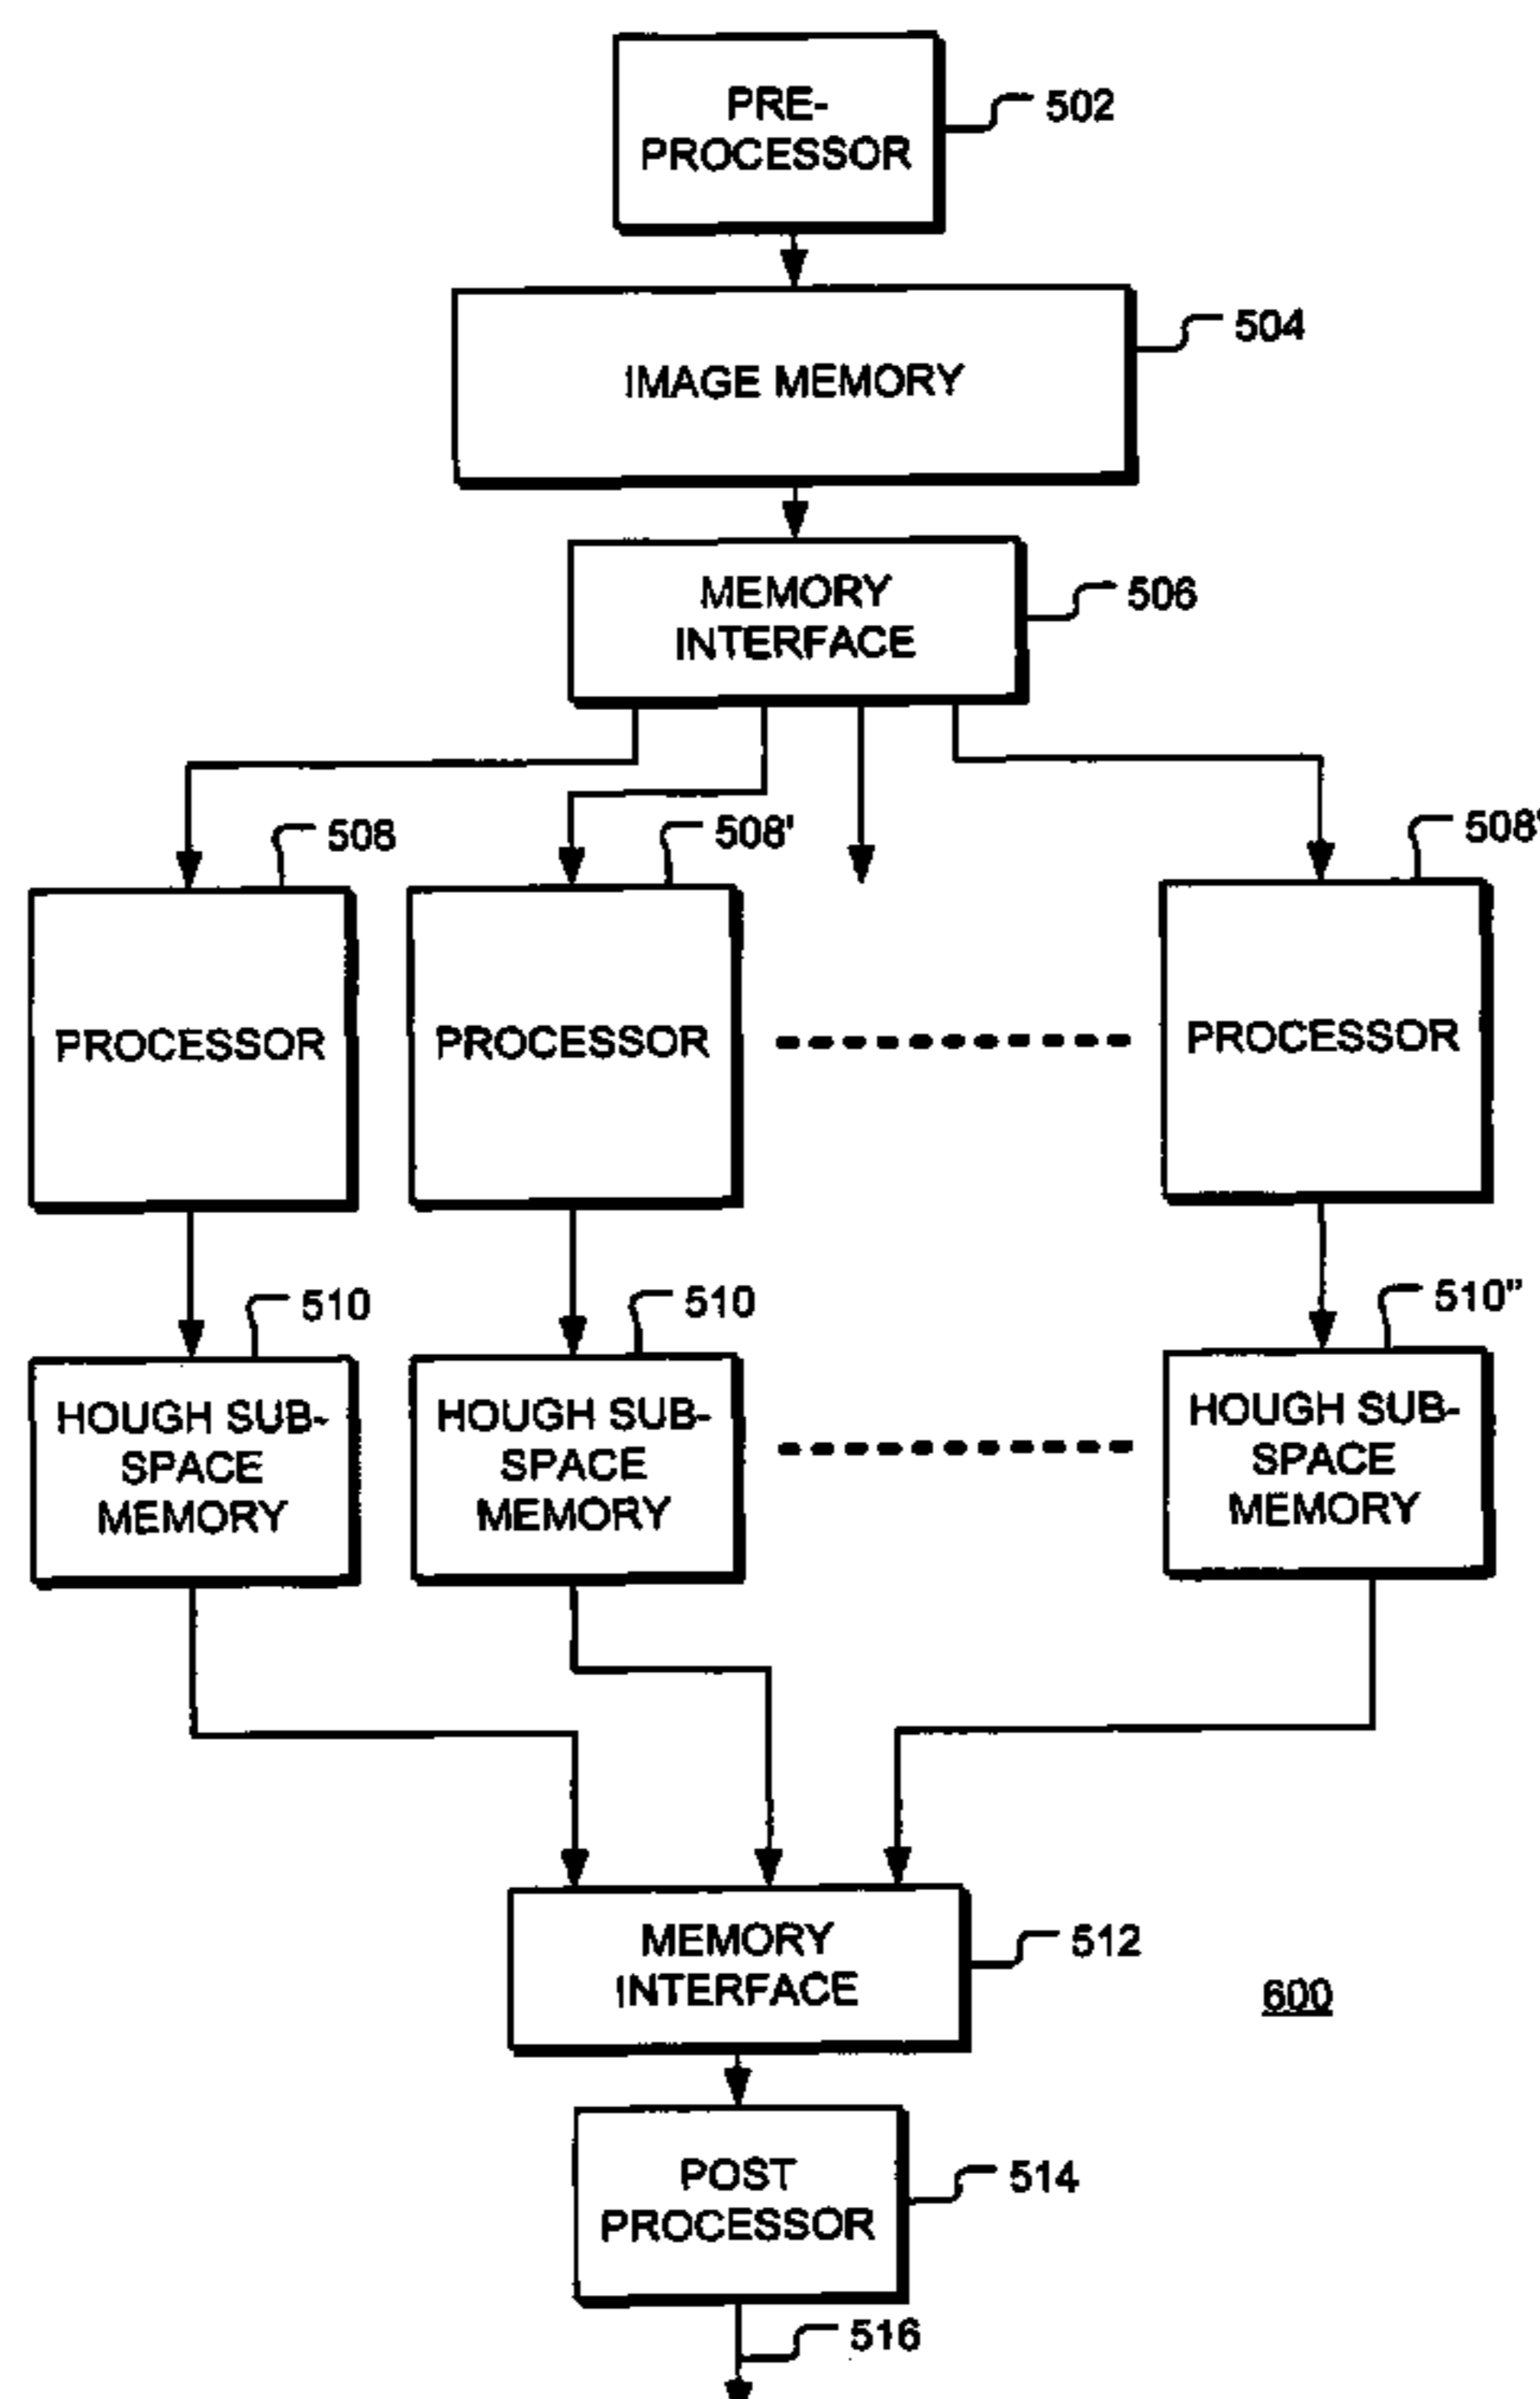 PRE-
PROCESSOR
502
504
IMAGE MEMORY
MEMORY
INTERFACE
506
508
508'
508'
PROCESSOR
PROCESSOR
PROCESSOR
510
510
510"
HOUGH SUB-
SPACE
MEMORY
HOUGH SUB-
SPACE
MEMORY
HOUGH SUB-
SPACE
MEMORY
MEMORY
INTERFACE
512
600
POST
PROCESSOR
514
516